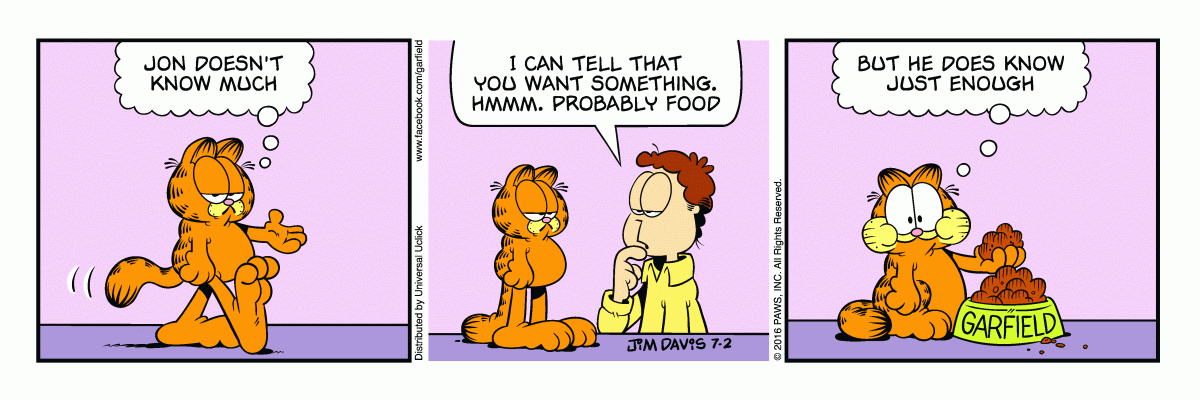 JON DOESN'T
KNOW MUCH
Distributed by Universal Uclick
www.facebook.com/garfield
I CAN TELL THAT
YOU WANT SOMETHING.
HMMM. PROBABLY FOOD
JIM DAVIS 7-2
© 2016 PAWS, INC. All Rights Reserved.
BUT HE DOES KNOW
JUST ENOUGH
GARFIELD